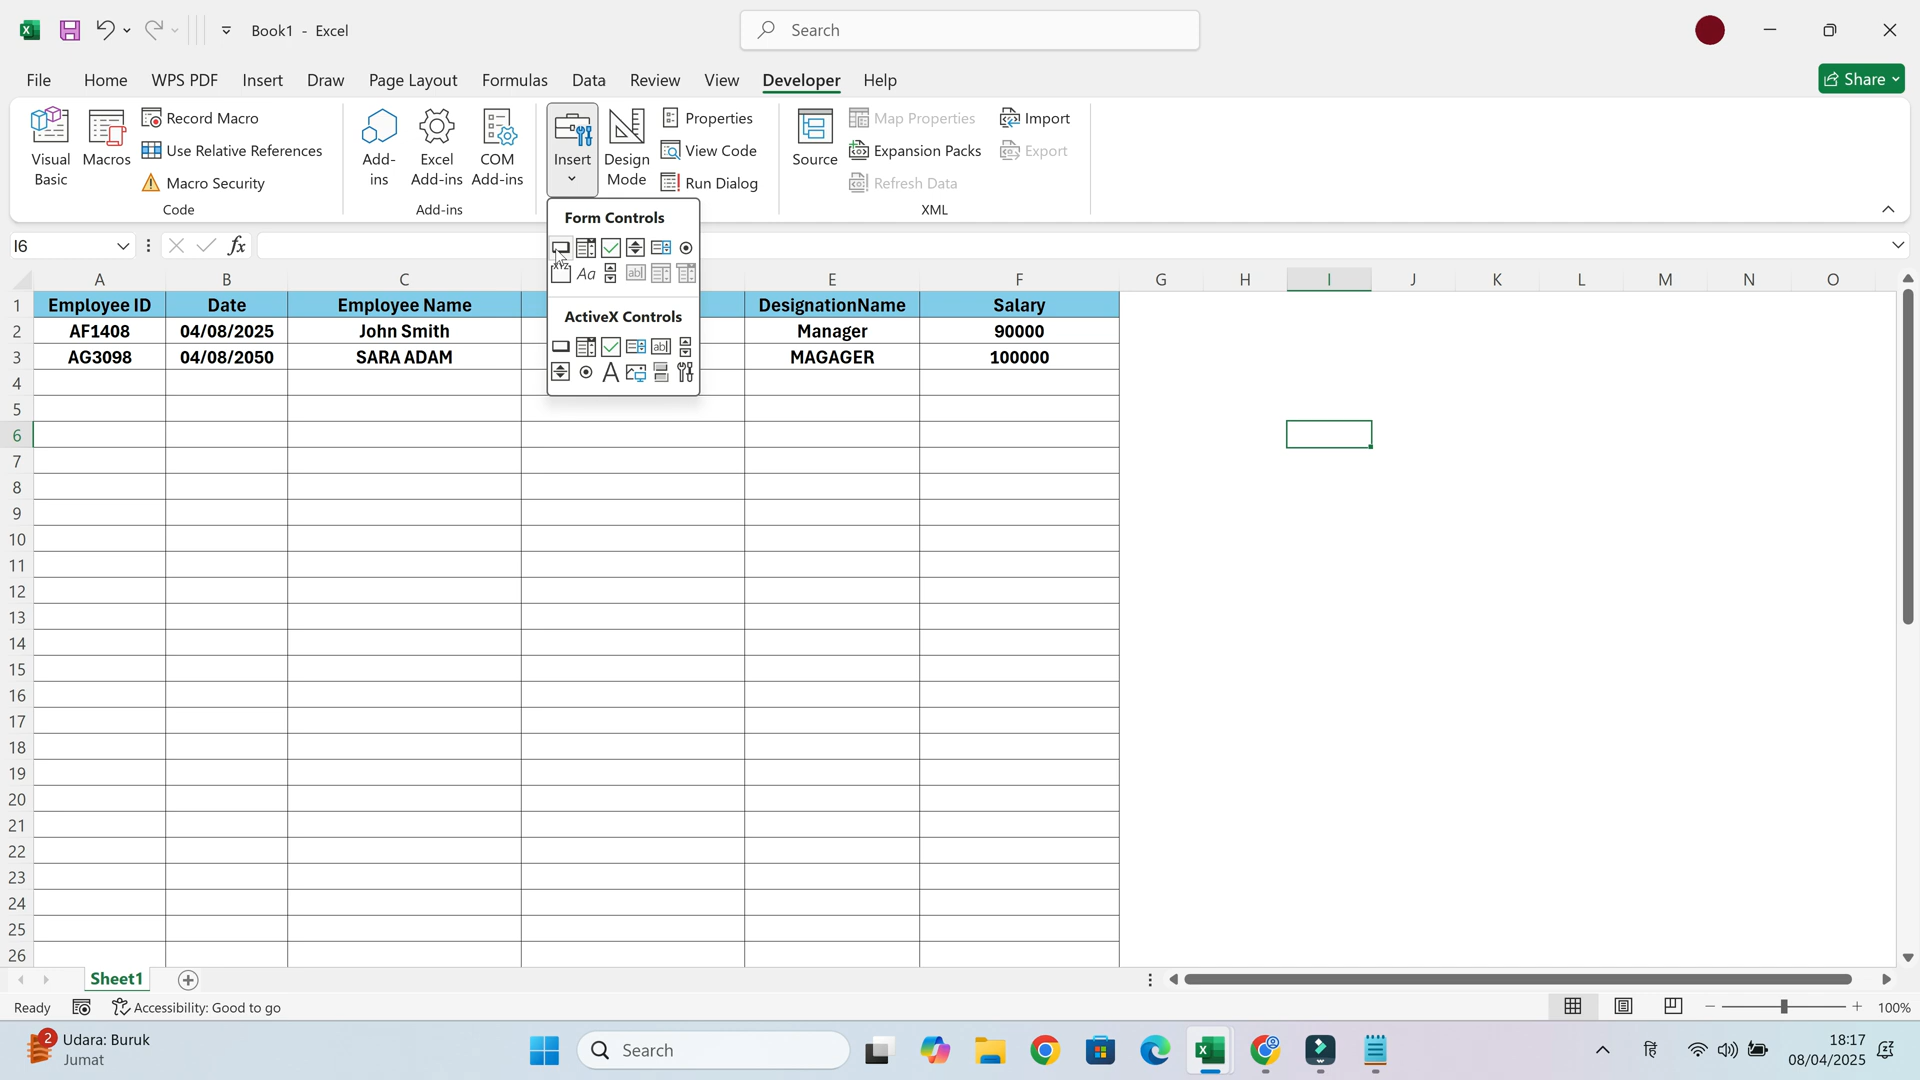 Book1 - Excel
Search
File Home WPS PDF Insert Draw Page Layout Formulas Data Review View Developer Help
Share
Visual Basic
Macros
Record Macro
Use Relative References
Macro Security
Code
Add-ins
Excel Add-ins
COM Add-ins
Add-ins
Insert
Design Mode
Properties
View Code
Run Dialog
Source
Map Properties
Expansion Packs
Refresh Data
Import
Export
XML
Form Controls
XYZ
Aa
ab
ActiveX Controls
ab
A
I6
fx
A B C E F G H I J K L M N O
1 Employee ID Date Employee Name DesignationName Salary
2 AF1408 04/08/2025 John Smith Manager 90000
3 AG3098 04/08/2050 SARA ADAM MAGAGER 100000
4
5
6
7
8
9
10
11
12
13
14
15
16
17
18
19
20
21
22
23
24
25
26
Sheet1
Ready
Accessibility: Good to go
100%
2
Udara: Buruk
Jumat
Search
हि
18:17
08/04/2025